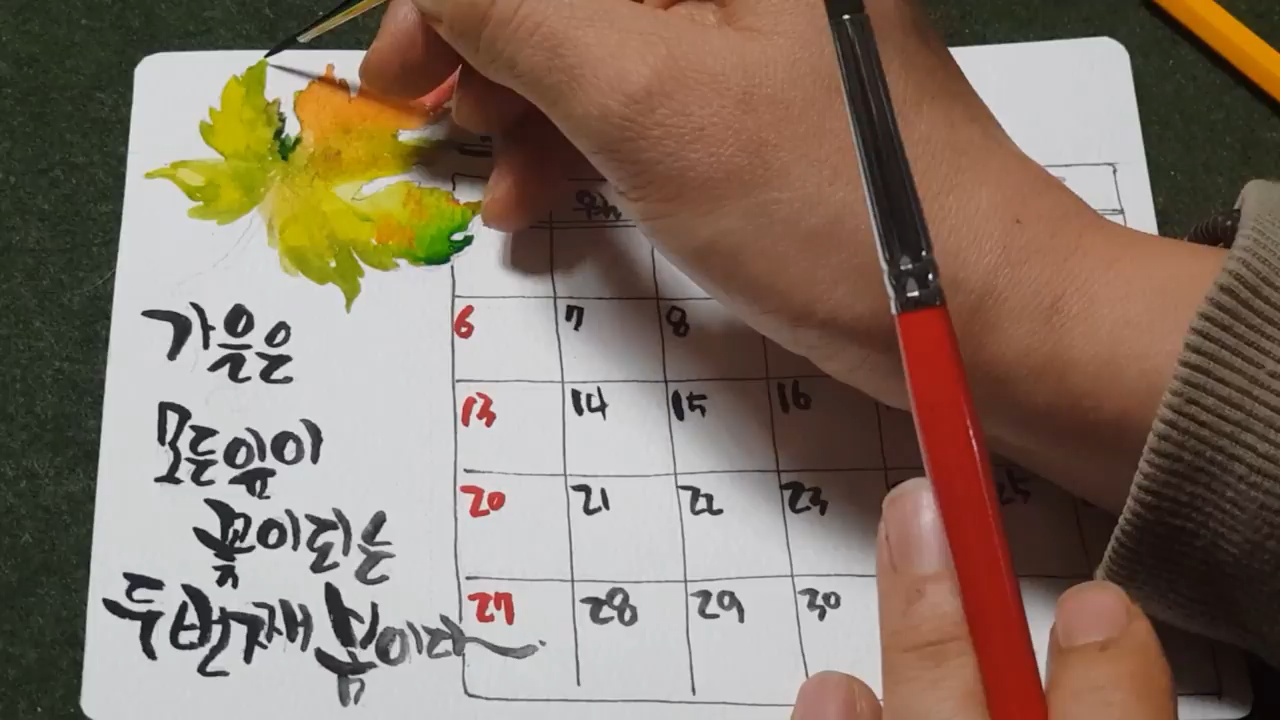 가을은
모든잎이
꽃이되는
두번째 봄이다
6 7 8
13 14 15 16
20 21 22 23 25
27 28 29 30